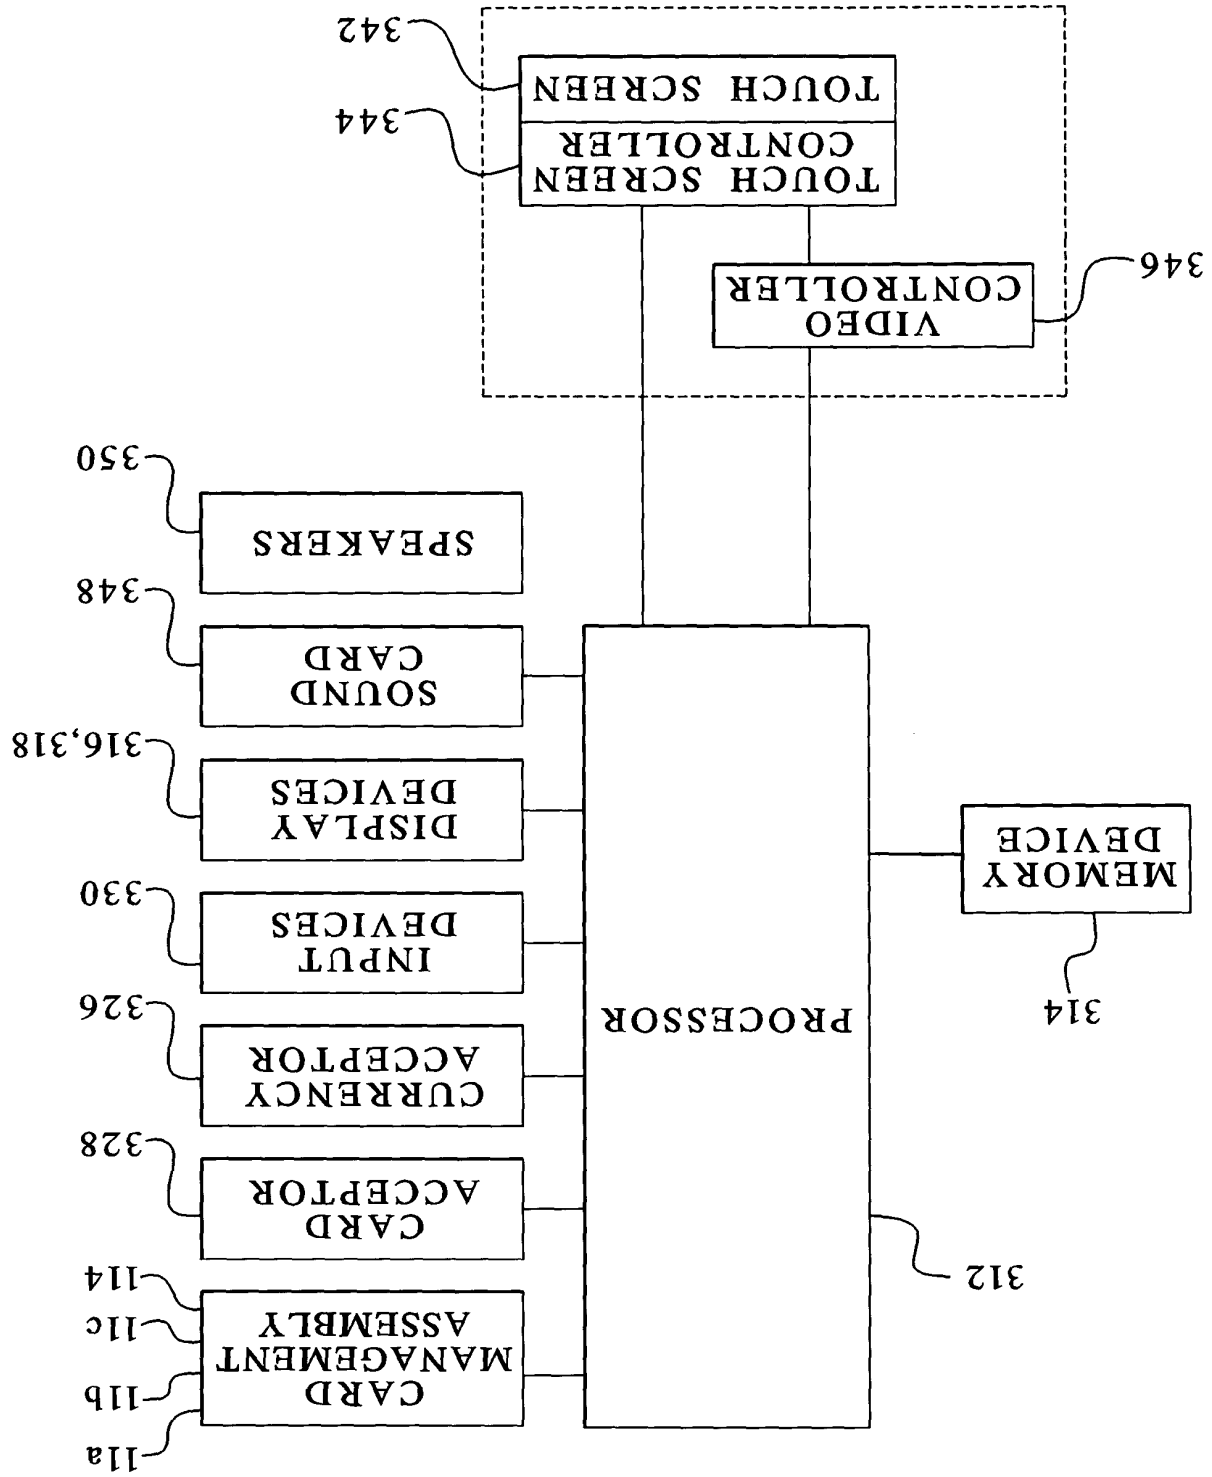 CARD
MANAGEMENT
ASSEMBLY
11a
11b
11c
114
312
CARD
ACCEPTOR
328
CURRENCY
ACCEPTOR
326
PROCESSOR
314
MEMORY
DEVICE
INPUT
DEVICES
330
DISPLAY
DEVICES
316,318
SOUND
CARD
348
SPEAKERS
350
346
VIDEO
CONTROLLER
TOUCH SCREEN
CONTROLLER
344
TOUCH SCREEN
342